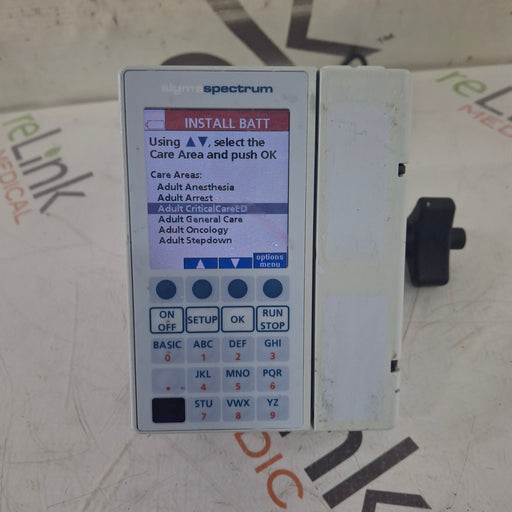 sigma spectrum
INSTALL BATT
Using ▲▼, select the
Care Area and push OK
Care Areas:
Adult Anesthesia
Adult Arrest
Adult CriticalCareED
Adult General Care
Adult Oncology
Adult Stepdown
▲ ▼ options
menu
ON
OFF
SETUP
OK
RUN
STOP
BASIC ABC DEF GHI
0 1 2 3
JKL MNO PQR
. 4 5 6
STU VWX YZ
7 8 9
reLink
MEDICAL
reLink
MEDICAL